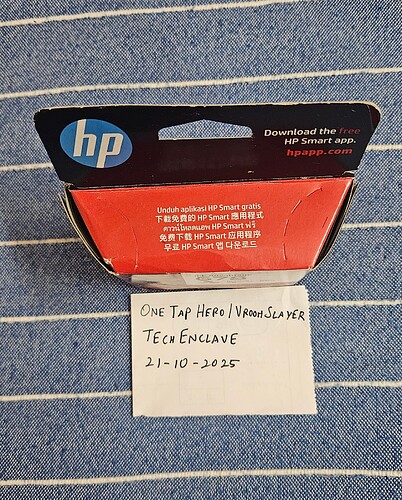 hp
Download the free
HP Smart app.
hpapp.com
Unduh aplikasi HP Smart gratis
下載免費的 HP Smart 應用程式
ดาวน์โหลดแอพ HP Smart ฟรี
免费下载 HP Smart 应用程序
무료 HP Smart 앱 다운로드
ONE TAP HERO / VROOM SLAYER
TECH ENCLAVE
21-10-2025